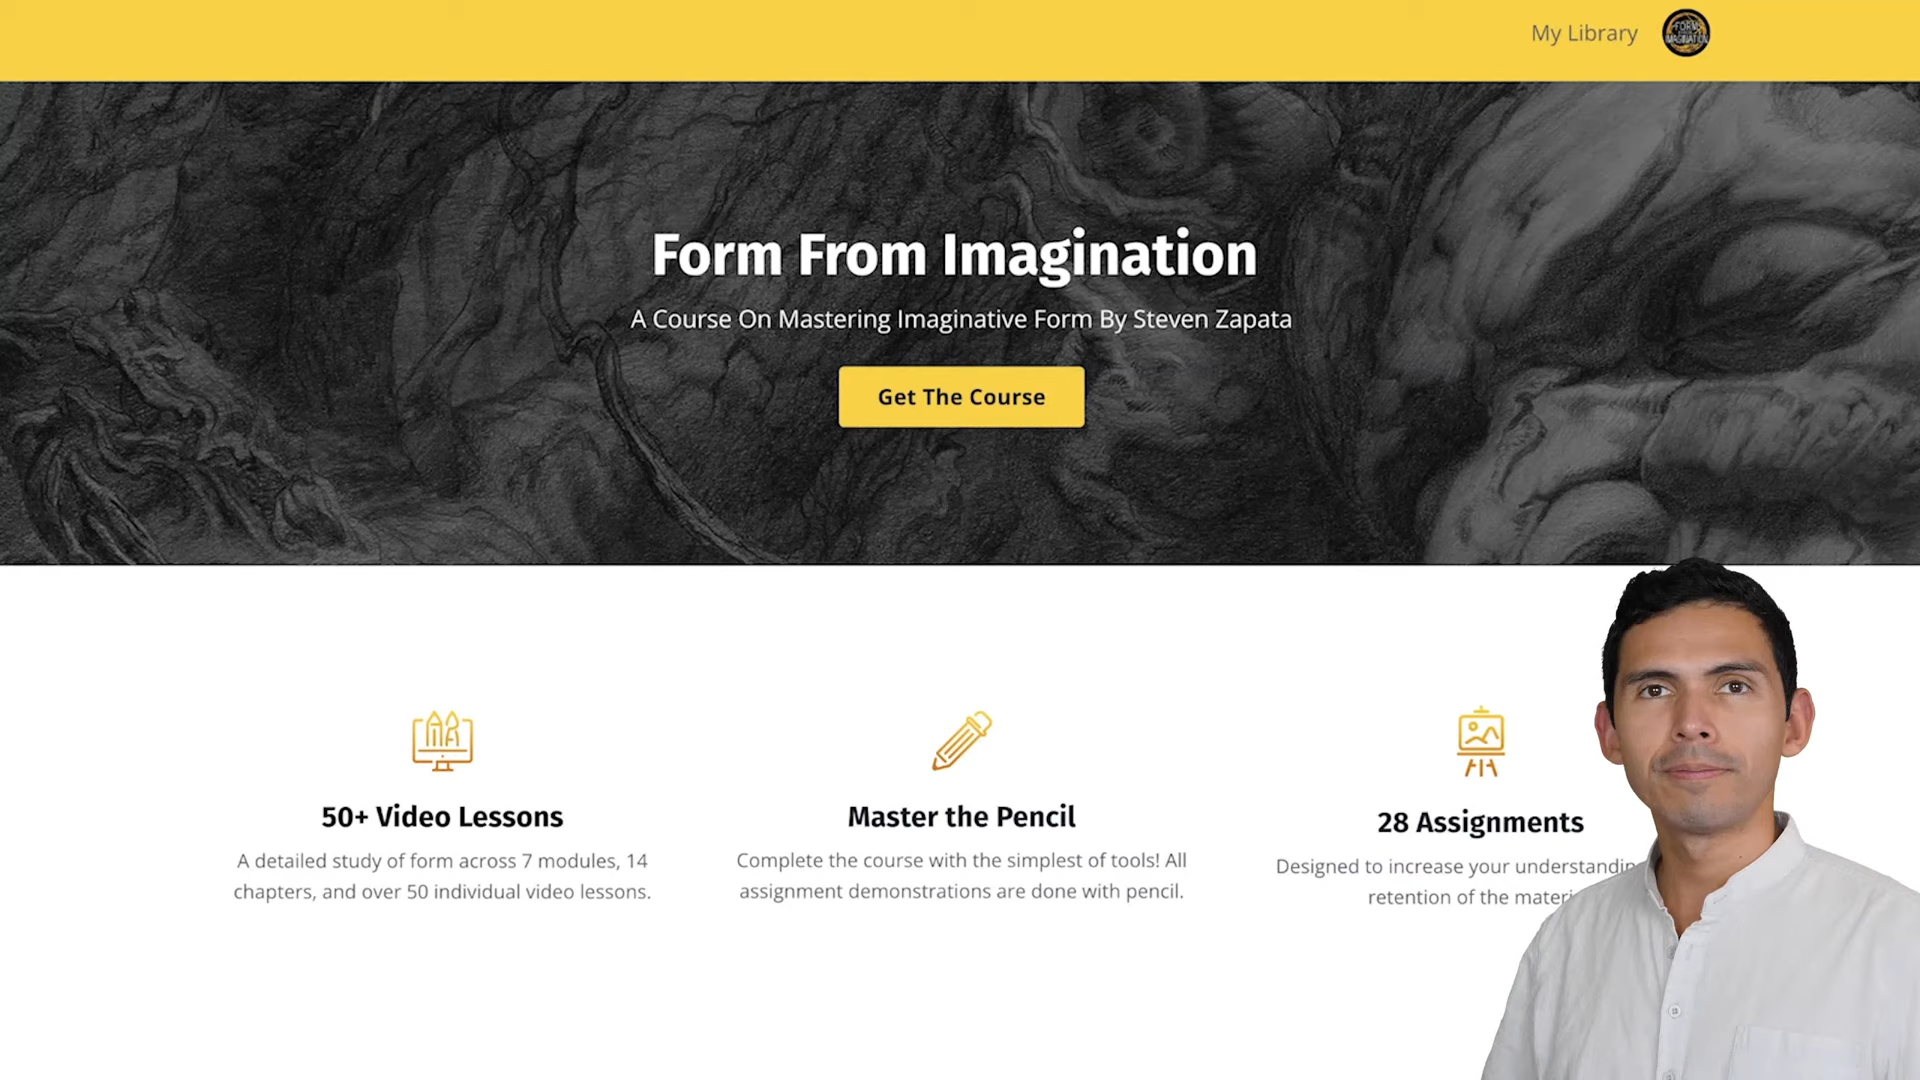 My Library
FORM
IMAGINATION
Form From Imagination
A Course On Mastering Imaginative Form By Steven Zapata
Get The Course
50+ Video Lessons
A detailed study of form across 7 modules, 14
chapters, and over 50 individual video lessons.
Master the Pencil
Complete the course with the simplest of tools! All
assignment demonstrations are done with pencil.
28 Assignments
Designed to increase your
retention of the